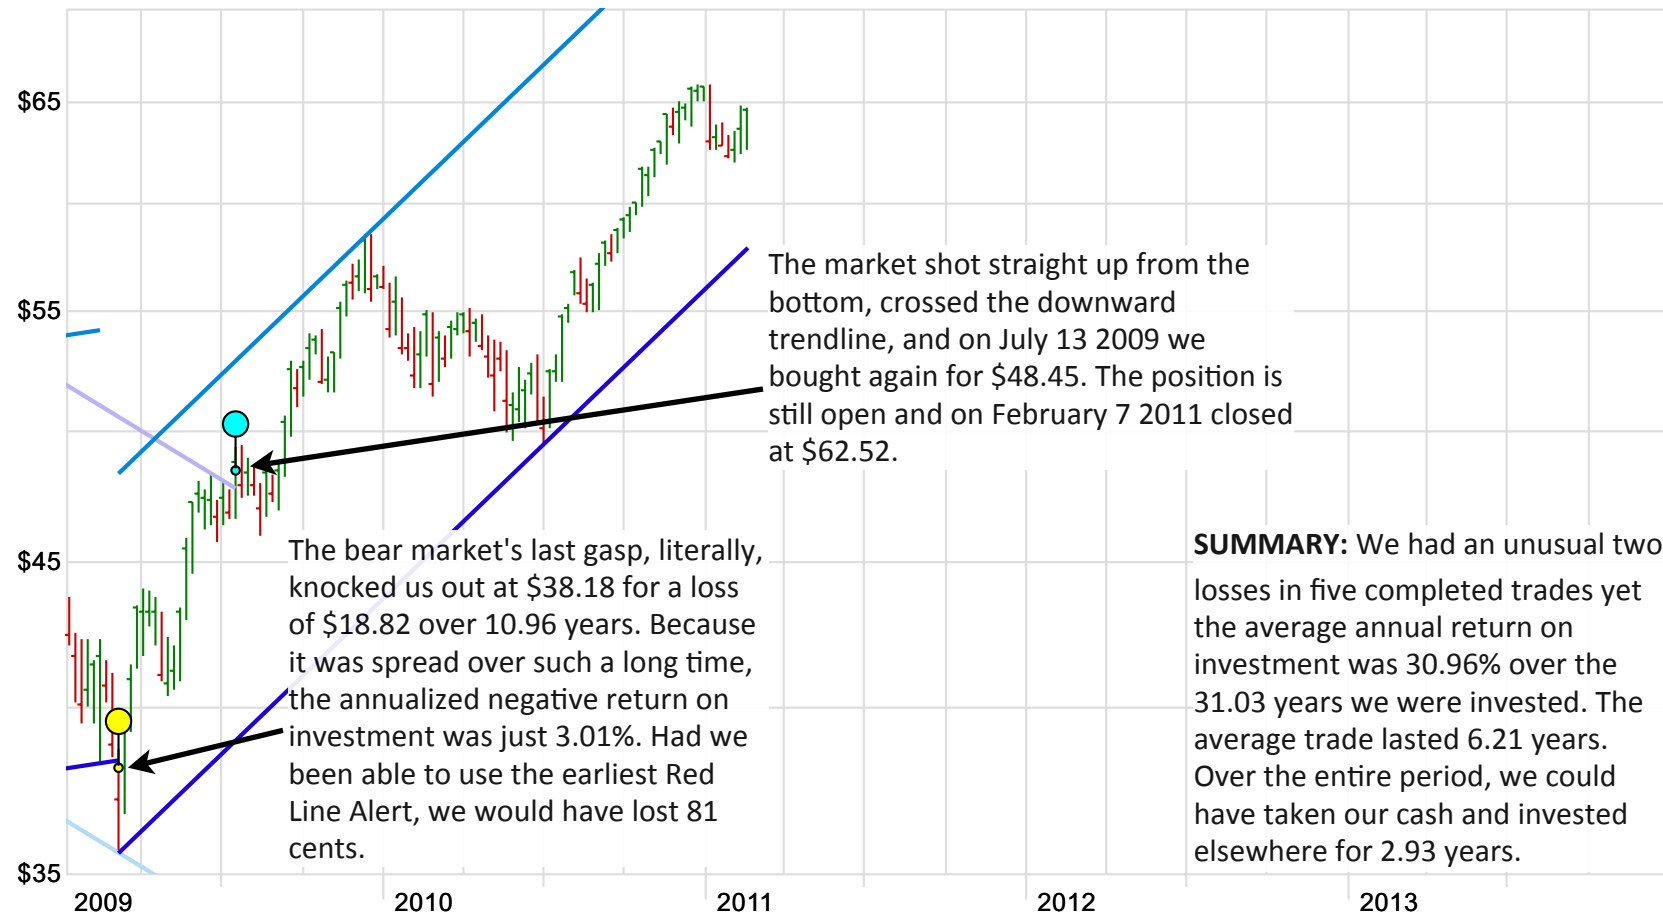 $65
$55
$45
$35
The market shot straight up from the
bottom, crossed the downward
trendline, and on July 13 2009 we
bought again for $48.45. The position is
still open and on February 7 2011 closed
at $62.52.
The bear market's last gasp, literally,
knocked us out at $38.18 for a loss
of $18.82 over 10.96 years. Because
it was spread over such a long time,
the annualized negative return on
investment was just 3.01%. Had we
been able to use the earliest Red
Line Alert, we would have lost 81
cents.
SUMMARY: We had an unusual two
losses in five completed trades yet
the average annual return on
investment was 30.96% over the
31.03 years we were invested. The
average trade lasted 6.21 years.
Over the entire period, we could
have taken our cash and invested
elsewhere for 2.93 years.
2009 2010 2011 2012 2013